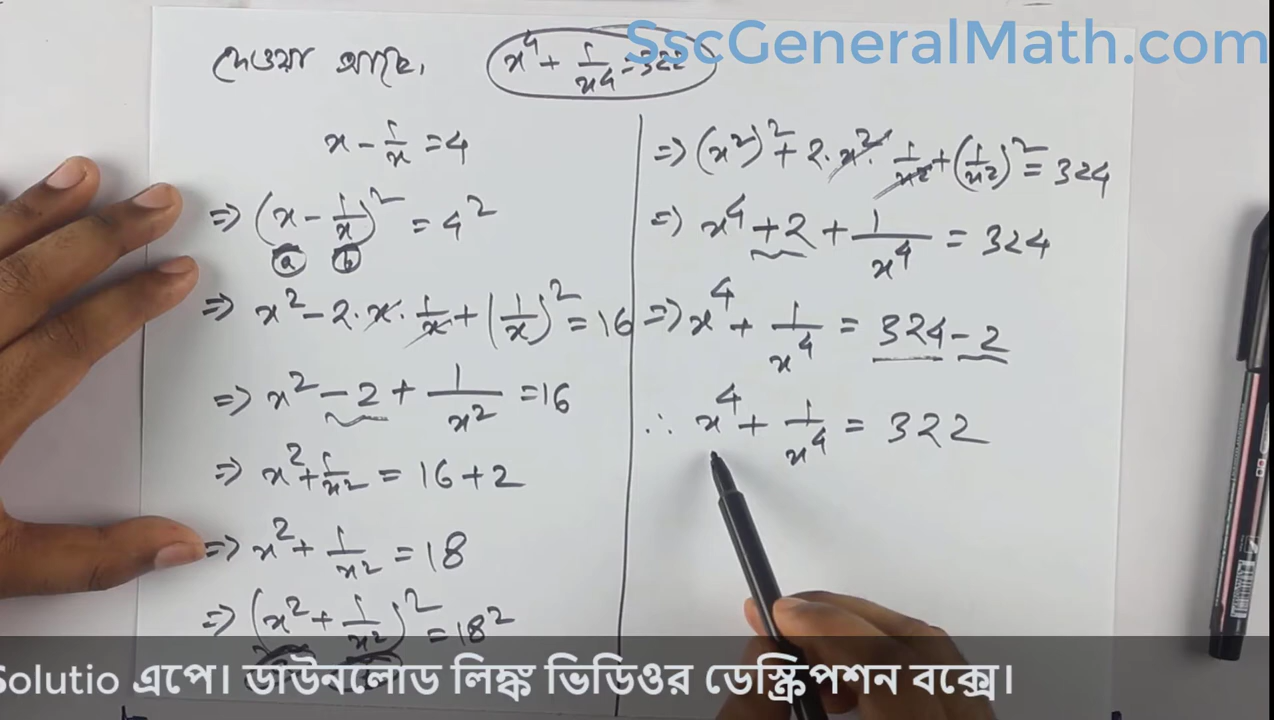 SscGeneralMath.com
দেওয়া আছে, x⁴ + 1/x⁴ = 322
x - 1/x = 4
⇒ (x - 1/x)² = 4²
a b
⇒ x² - 2·x·1/x + (1/x)² = 16
⇒ x² - 2 + 1/x² = 16
⇒ x² + 1/x² = 16 + 2
⇒ x² + 1/x² = 18
⇒ (x² + 1/x²)² = 18²
⇒ (x²)² + 2·x²·1/x² + (1/x²)² = 324
⇒ x⁴ + 2 + 1/x⁴ = 324
⇒ x⁴ + 1/x⁴ = 324 - 2
∴ x⁴ + 1/x⁴ = 322
Solutio এপে। ডাউনলোড লিঙ্ক ভিডিওর ডেস্ক্রিপশন বক্সে।